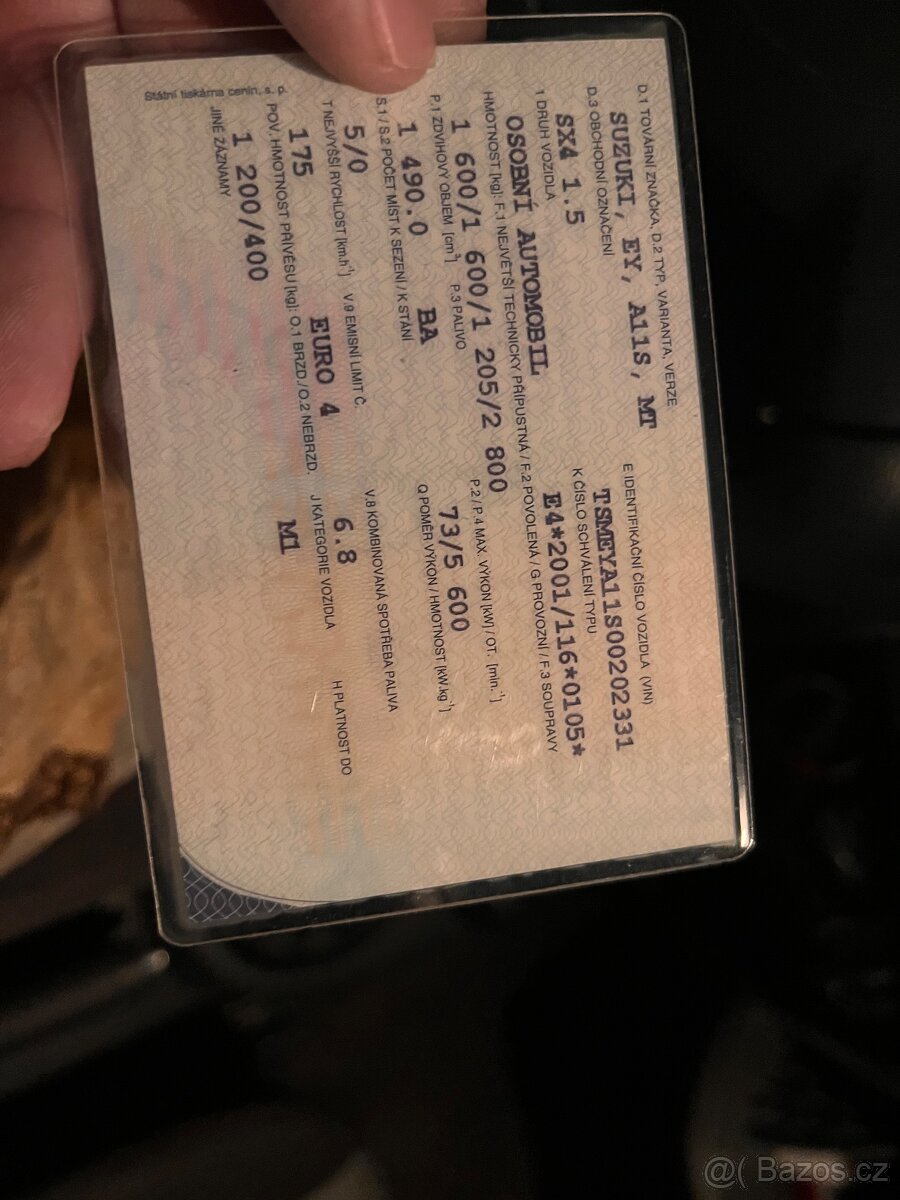 D.1 TOVÁRNÍ ZNAČKA, D.2 TYP, VARIANTA, VERZE
SUZUKI, EY, A11S, MT
E IDENTIFIKAČNÍ ČÍSLO VOZIDLA (VIN)
TSMEYA11S00202331
D.3 OBCHODNÍ OZNAČENÍ
SX4 1.5
K ČÍSLO SCHVÁLENÍ TYPU
E4*2001/116*0105*
1 DRUH VOZIDLA
OSOBNÍ AUTOMOBIL
HMOTNOST [kg]: F.1 NEJVĚTŠÍ TECHNICKY PŘÍPUSTNÁ / F.2 POVOLENÁ / G PROVOZNÍ / F.3 SOUPRAVY
1 600/1 600/1 205/2 800
P.1 ZDVIHOVÝ OBJEM [cm³]
1 490.0
P.3 PALIVO
BA
P.2 / P.4 MAX. VÝKON [kW] / OT. [min.⁻¹]
73/5 600
S.1 / S.2 POČET MÍST K SEZENÍ / K STÁNÍ
5/0
Q POMĚR VÝKON / HMOTNOST [kW.kg⁻¹]
T NEJVYŠŠÍ RYCHLOST [km.h⁻¹]
175
V.9 EMISNÍ LIMIT Č.
EURO 4
V.8 KOMBINOVANÁ SPOTŘEBA PALIVA
6.8
POV. HMOTNOST PŘÍVĚSU [kg]: O.1 BRZD / O.2 NEBRZD.
1 200/400
J KATEGORIE VOZIDLA
M1
H PLATNOST DO
JINÉ ZÁZNAMY
Státní tiskárna cenin, s. p.
@( Bazos.cz